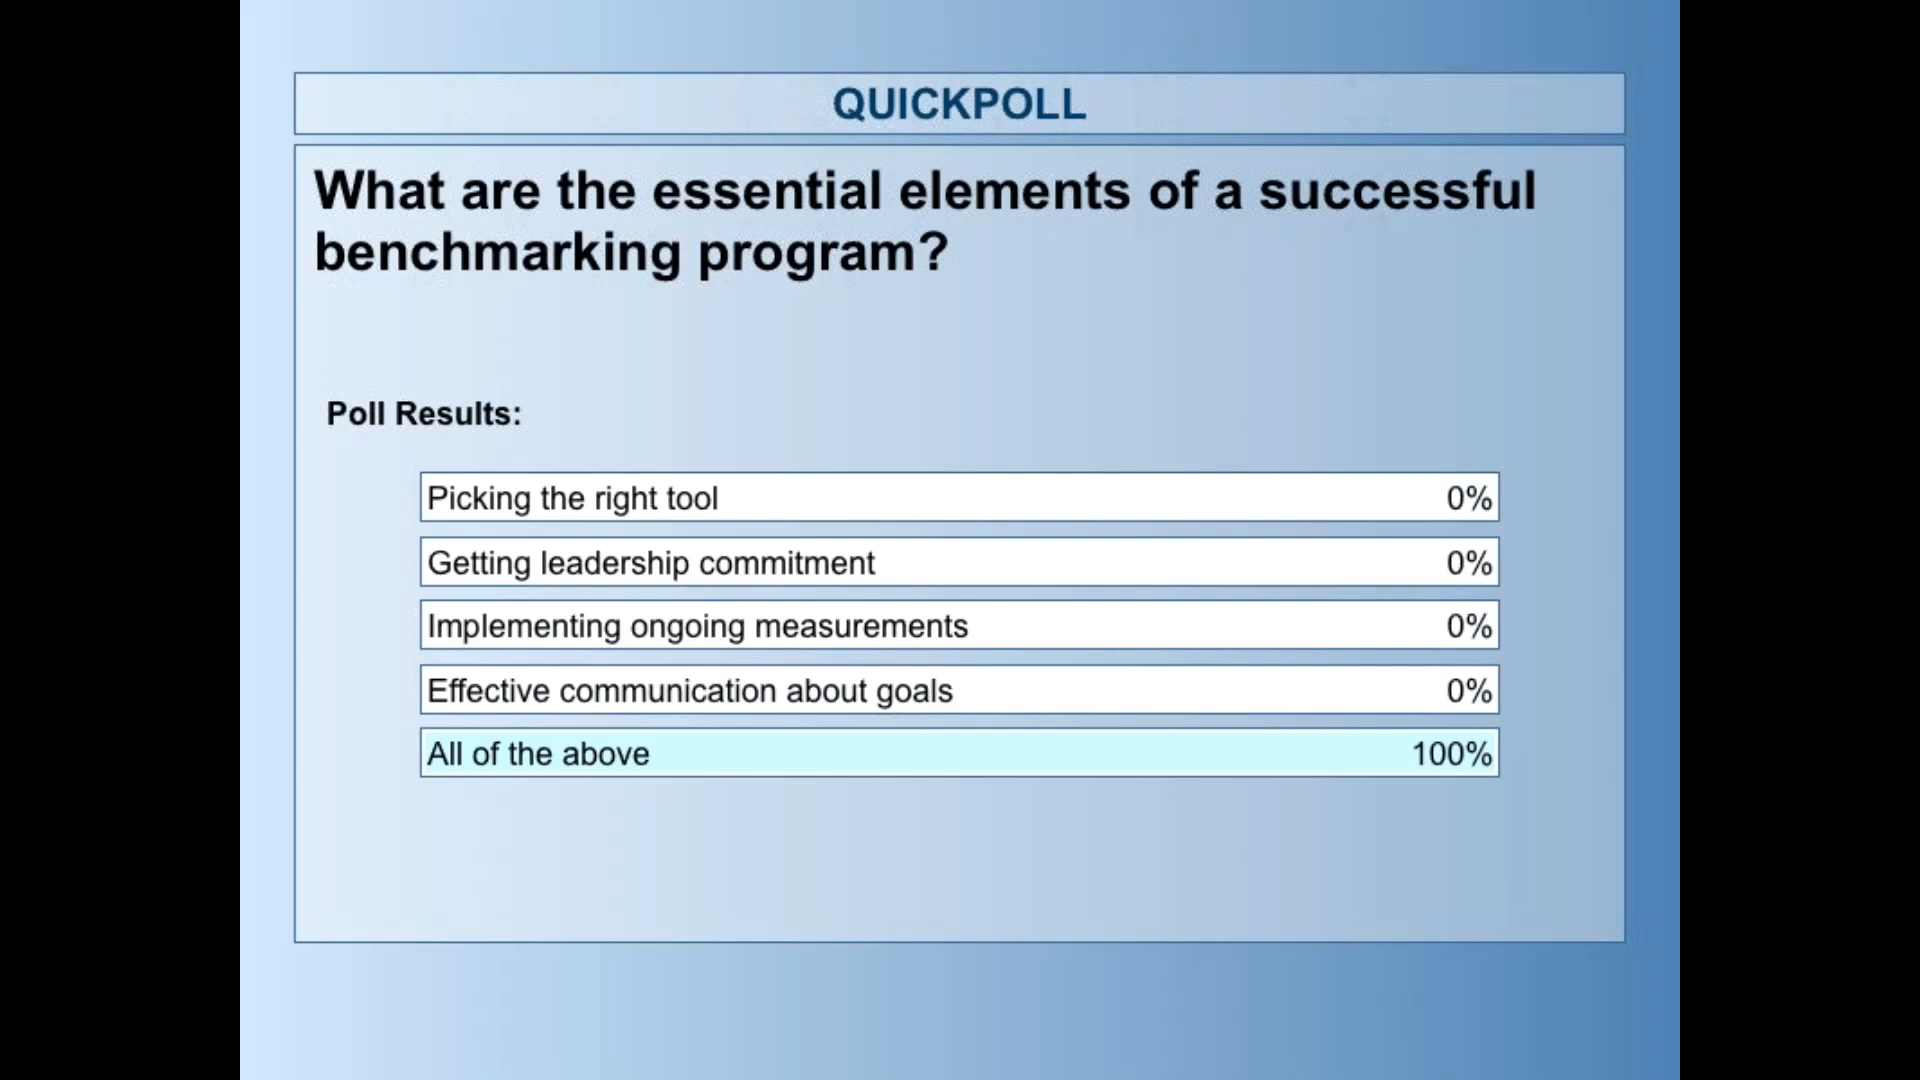 QUICKPOLL
What are the essential elements of a successful
benchmarking program?
Poll Results:
Picking the right tool 0%
Getting leadership commitment 0%
Implementing ongoing measurements 0%
Effective communication about goals 0%
All of the above 100%